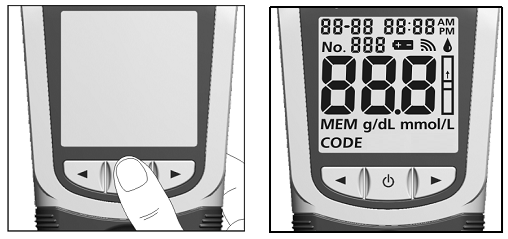 88-88 88:88 AM PM
No. 888
88.8
MEM g/dL mmol/L
CODE